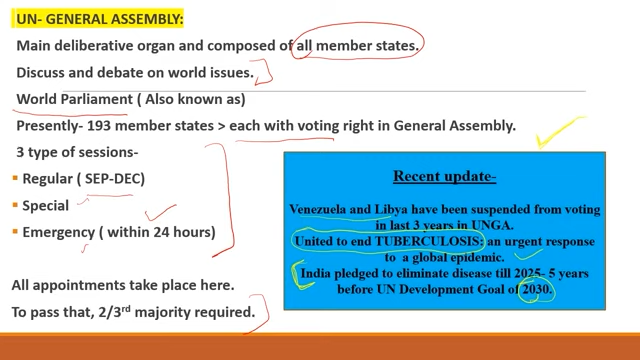 UN- GENERAL ASSEMBLY:
Main deliberative organ and composed of all member states.
Discuss and debate on world issues.
World Parliament ( Also known as)
Presently- 193 member states > each with voting right in General Assembly.
3 type of sessions-
▪ Regular ( SEP-DEC)
▪ Special
▪ Emergency ( within 24 hours)
All appointments take place here.
To pass that, 2/3rd majority required.
Recent update-
Venezuela and Libya have been suspended from voting
in last 3 years in UNGA.
United to end TUBERCULOSIS: an urgent response
to a global epidemic.
India pledged to eliminate disease till 2025- 5 years
before UN Development Goal of 2030.